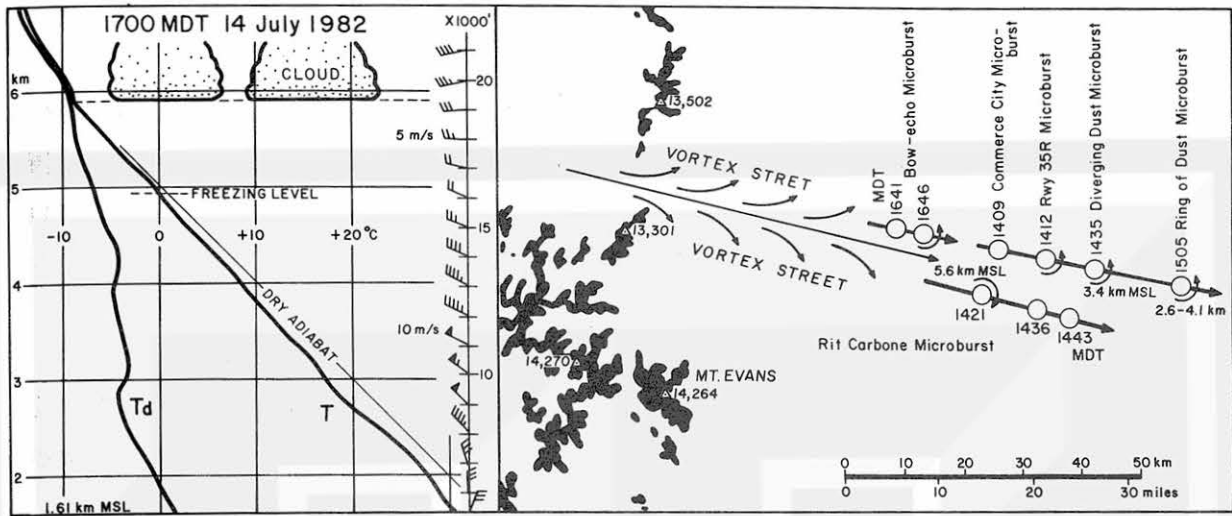 1700 MDT 14 July 1982
X1000'
km
CLOUD
6
20
5 m/s
5
FREEZING LEVEL
-10
0
+10
+20°C
15
4
DRY ADIABAT
10 m/s
3
10
Td
T
2
1.61 km MSL
13,502
VORTEX STRET
13,301
VORTEX STREET
14,270
MT. EVANS
14,264
MDT
1641
1646
Bow-echo Microburst
1409 Commerce City Micro-
burst
1412 Rwy 35R Microburst
1435 Diverging Dust Microburst
1505 Ring of Dust Microburst
5.6 km MSL
3.4 km MSL
2.6-4.1 km
1421
1436
1443
MDT
Rit Carbone Microburst
0 10 20 30 40 50 km
0 10 20 30 miles